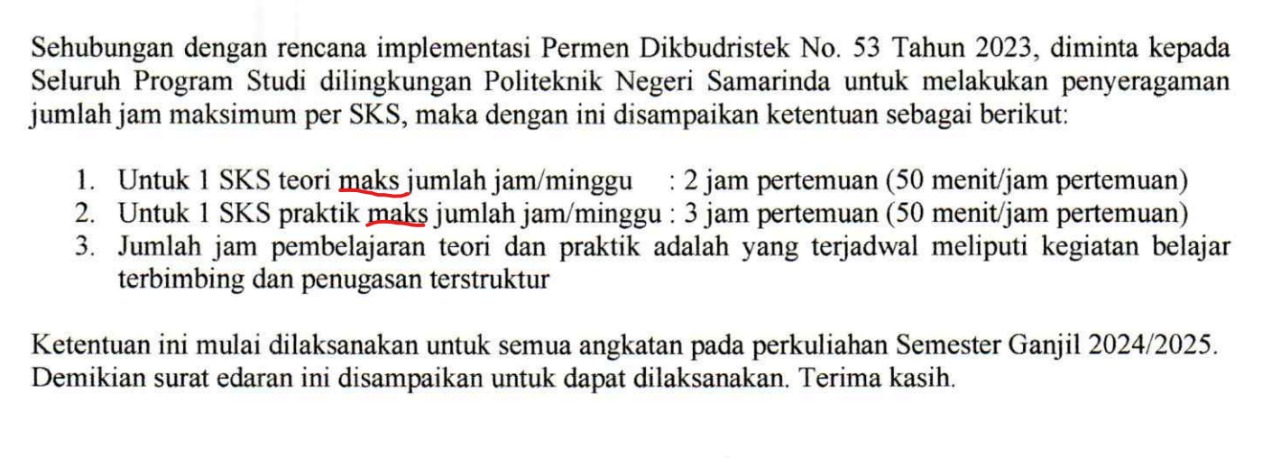 Sehubungan dengan rencana implementasi Permen Dikbudristek No. 53 Tahun 2023, diminta kepada
Seluruh Program Studi dilingkungan Politeknik Negeri Samarinda untuk melakukan penyeragaman
jumlah jam maksimum per SKS, maka dengan ini disampaikan ketentuan sebagai berikut:
1. Untuk 1 SKS teori maks jumlah jam/minggu : 2 jam pertemuan (50 menit/jam pertemuan)
2. Untuk 1 SKS praktik maks jumlah jam/minggu : 3 jam pertemuan (50 menit/jam pertemuan)
3. Jumlah jam pembelajaran teori dan praktik adalah yang terjadwal meliputi kegiatan belajar
terbimbing dan penugasan terstruktur
Ketentuan ini mulai dilaksanakan untuk semua angkatan pada perkuliahan Semester Ganjil 2024/2025.
Demikian surat edaran ini disampaikan untuk dapat dilaksanakan. Terima kasih.